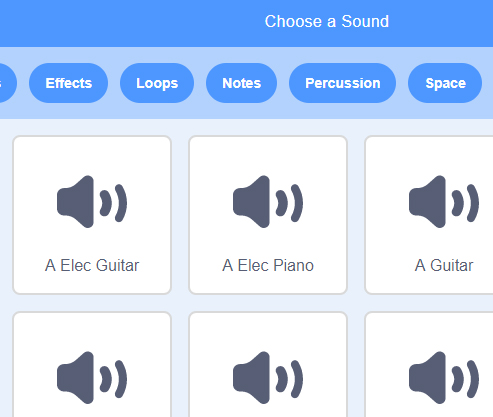 Choose a Sound
s Effects Loops Notes Percussion Space
A Elec Guitar A Elec Piano A Guitar